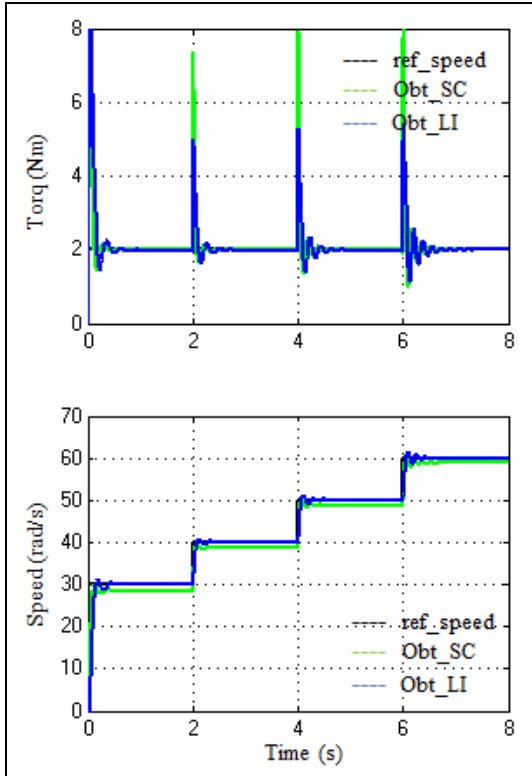 8
6
4
2
0
Torq (Nm)
ref_speed
Obt_SC
Obt_LI
0 2 4 6 8
70
60
50
40
30
20
10
0
Speed (rad/s)
ref_speed
Obt_SC
Obt_LI
0 2 4 6 8
Time (s)